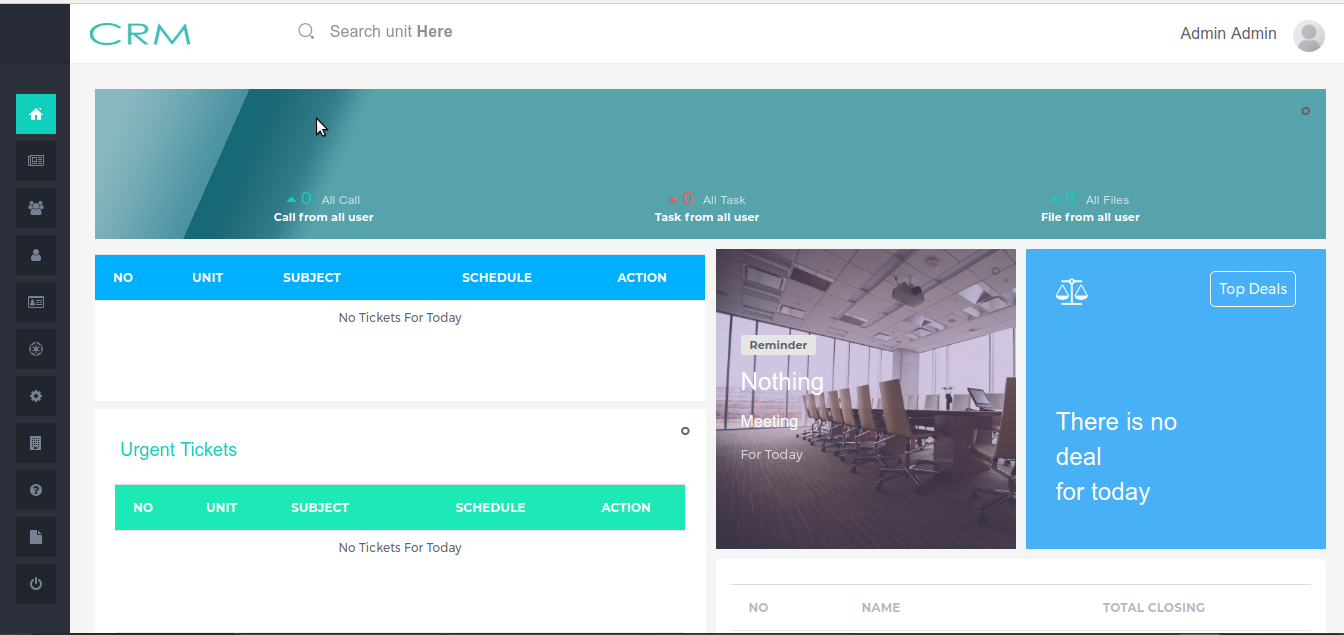 CRM
Search unit Here
Admin Admin
0 All Call
Call from all user
0 All Task
Task from all user
0 All Files
File from all user
NO UNIT SUBJECT SCHEDULE ACTION
No Tickets For Today
Urgent Tickets
NO UNIT SUBJECT SCHEDULE ACTION
No Tickets For Today
Reminder
Nothing
Meeting
For Today
Top Deals
There is no
deal
for today
NO NAME TOTAL CLOSING